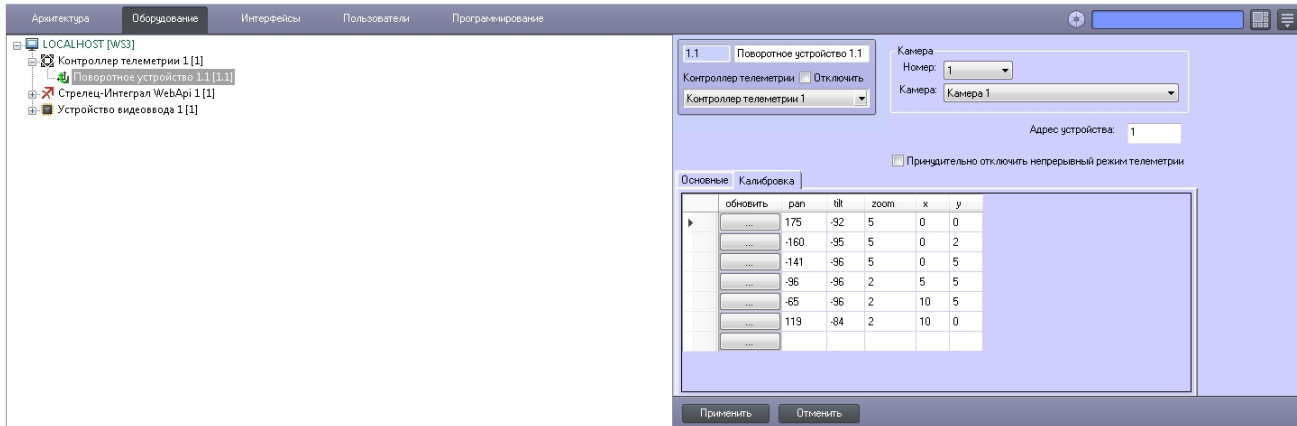 Архитектура Оборудование Интерфейсы Пользователи Программирование
LOCALHOST [WS3]
Контроллер телеметрии 1 [1]
Поворотное устройство 1.1 [1.1]
Стрелец-Интеграл WebApi 1 [1]
Устройство видеоввода 1 [1]
1.1 Поворотное устройство 1.1
Контроллер телеметрии Отключить
Контроллер телеметрии 1
Камера
Номер: 1
Камера: Камера 1
Адрес устройства: 1
Принудительно отключить непрерывный режим телеметрии
Основные Калибровка
обновить pan tilt zoom x y
... 175 -92 5 0 0
... -160 -95 5 0 2
... -141 -96 5 0 5
... -96 -96 2 5 5
... -65 -96 2 10 5
... 119 -84 2 10 0
...
Применить Отменить